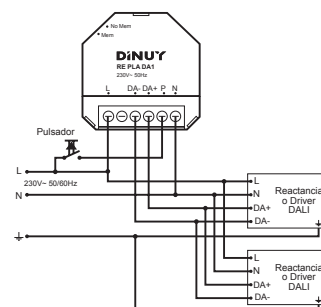 No Mem
Mem
DiNUY
RE PLA DA1
230V~ 50Hz
L DA- DA+ P N
Pulsador
L
230V~ 50/60Hz
N
L
N
DA+
DA-
Reactancia
o Driver
DALI
L
N
DA+
DA-
Reactancia
o Driver
DALI